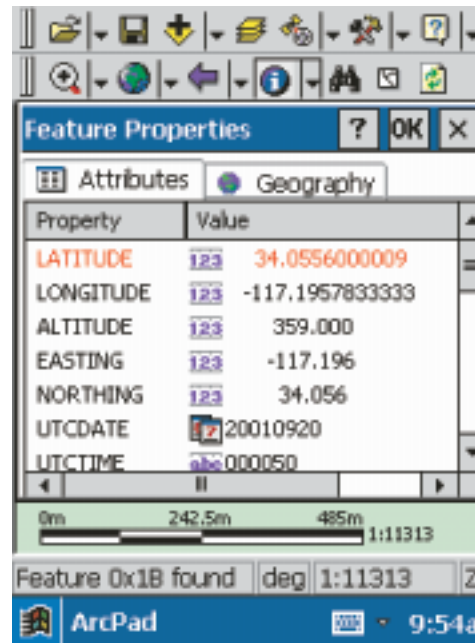 Feature Properties ? OK ×
Attributes Geography
Property Value
LATITUDE 123 34.0556000009
LONGITUDE 123 -117.1957833333
ALTITUDE 123 359.000
EASTING 123 -117.196
NORTHING 123 34.056
UTCDATE 20010920
UTCTIME abc 000050
0m 242.5m 485m
1:11313
Feature 0x1B found deg 1:11313
ArcPad 9:54a